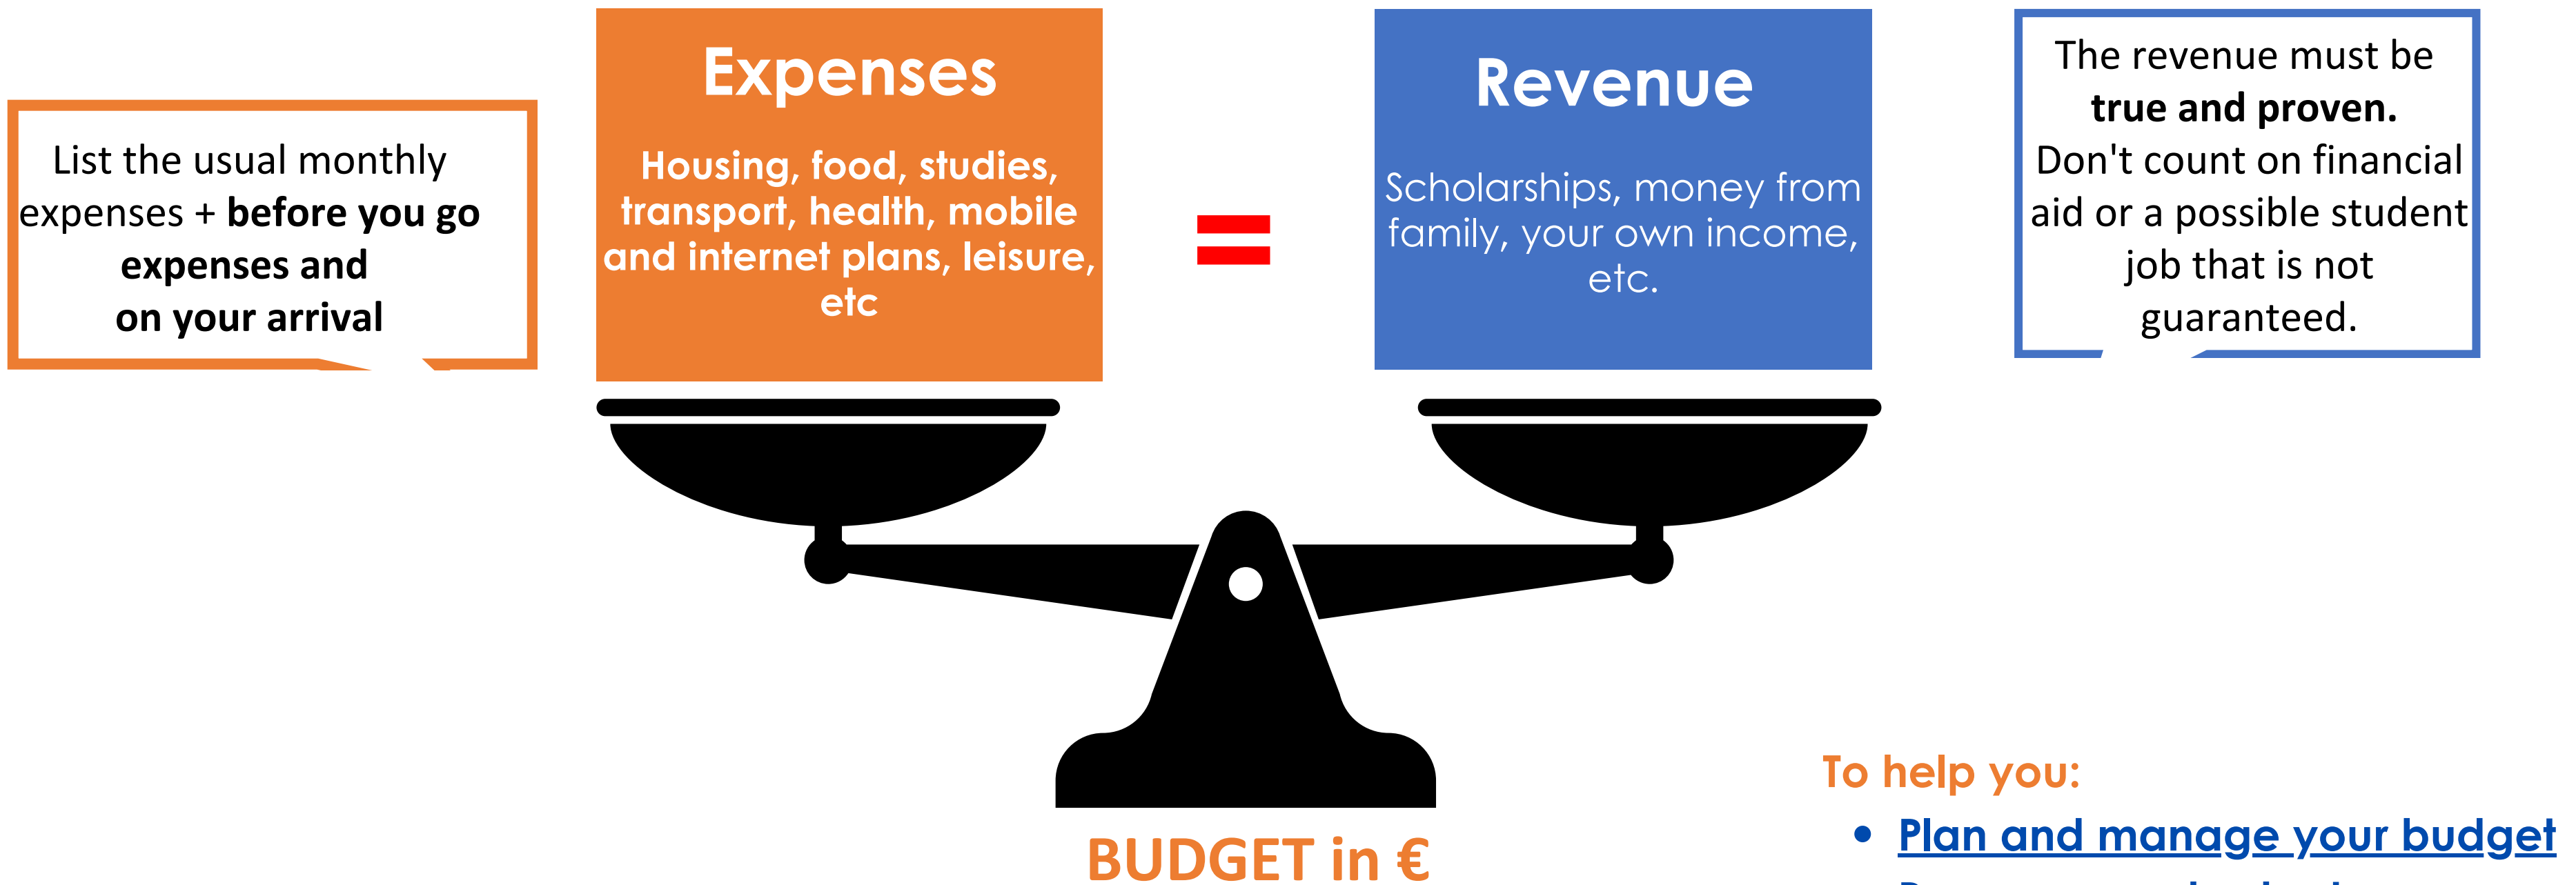 List the usual monthly
expenses + before you go
expenses and
on your arrival
Expenses
Housing, food, studies,
transport, health, mobile
and internet plans, leisure,
etc
=
Revenue
Scholarships, money from
family, your own income,
etc.
The revenue must be
true and proven.
Don't count on financial
aid or a possible student
job that is not
guaranteed.
BUDGET in €
To help you:
• Plan and manage your budget